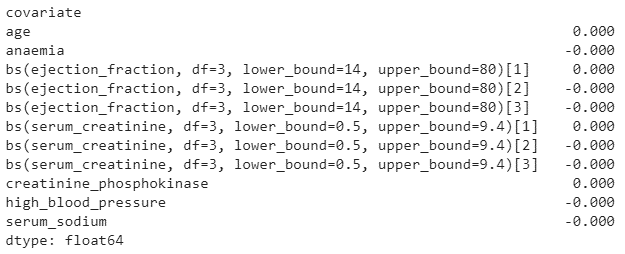 covariate
age 0.000
anaemia -0.000
bs(ejection_fraction, df=3, lower_bound=14, upper_bound=80)[1] 0.000
bs(ejection_fraction, df=3, lower_bound=14, upper_bound=80)[2] -0.000
bs(ejection_fraction, df=3, lower_bound=14, upper_bound=80)[3] -0.000
bs(serum_creatinine, df=3, lower_bound=0.5, upper_bound=9.4)[1] 0.000
bs(serum_creatinine, df=3, lower_bound=0.5, upper_bound=9.4)[2] -0.000
bs(serum_creatinine, df=3, lower_bound=0.5, upper_bound=9.4)[3] -0.000
creatinine_phosphokinase 0.000
high_blood_pressure -0.000
serum_sodium -0.000
dtype: float64